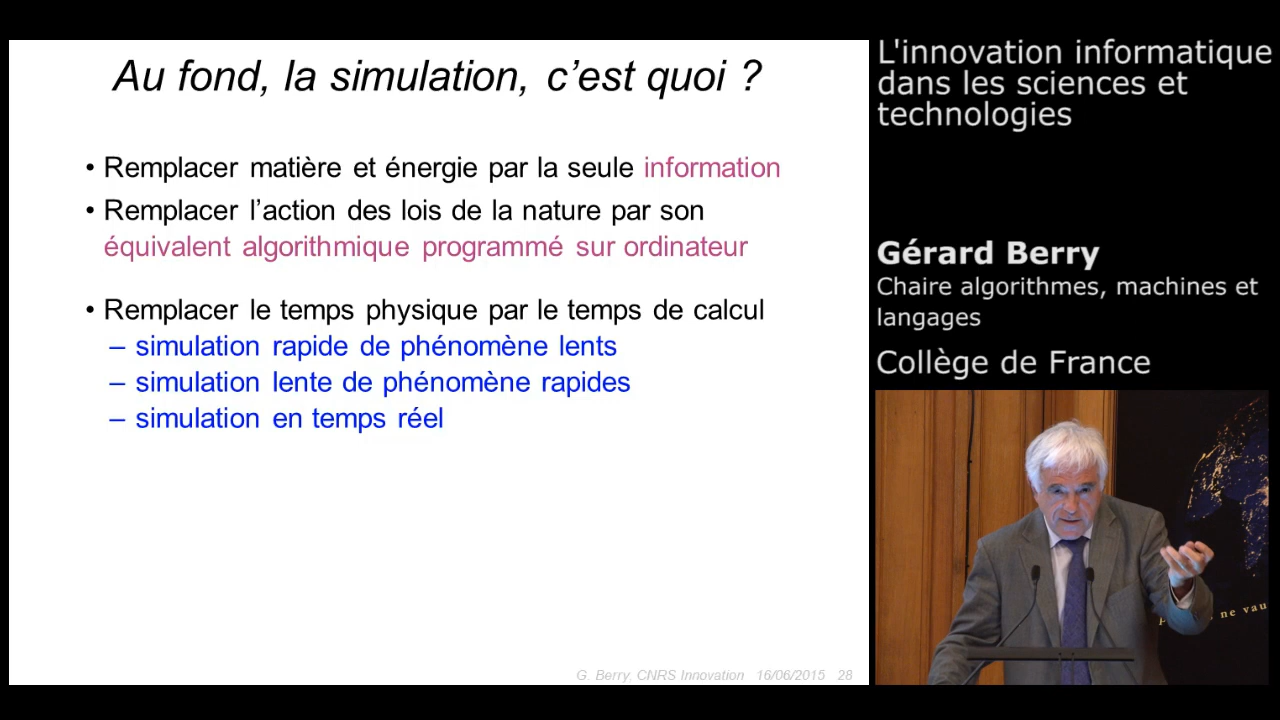 Au fond, la simulation, c’est quoi ?
• Remplacer matière et énergie par la seule information
• Remplacer l’action des lois de la nature par son
équivalent algorithmique programmé sur ordinateur
• Remplacer le temps physique par le temps de calcul
– simulation rapide de phénomène lents
– simulation lente de phénomène rapides
– simulation en temps réel
G. Berry, CNRS Innovation 16/06/2015 28
L'innovation informatique
dans les sciences et
technologies
Gérard Berry
Chaire algorithmes, machines et
langages
Collège de France
ne vau